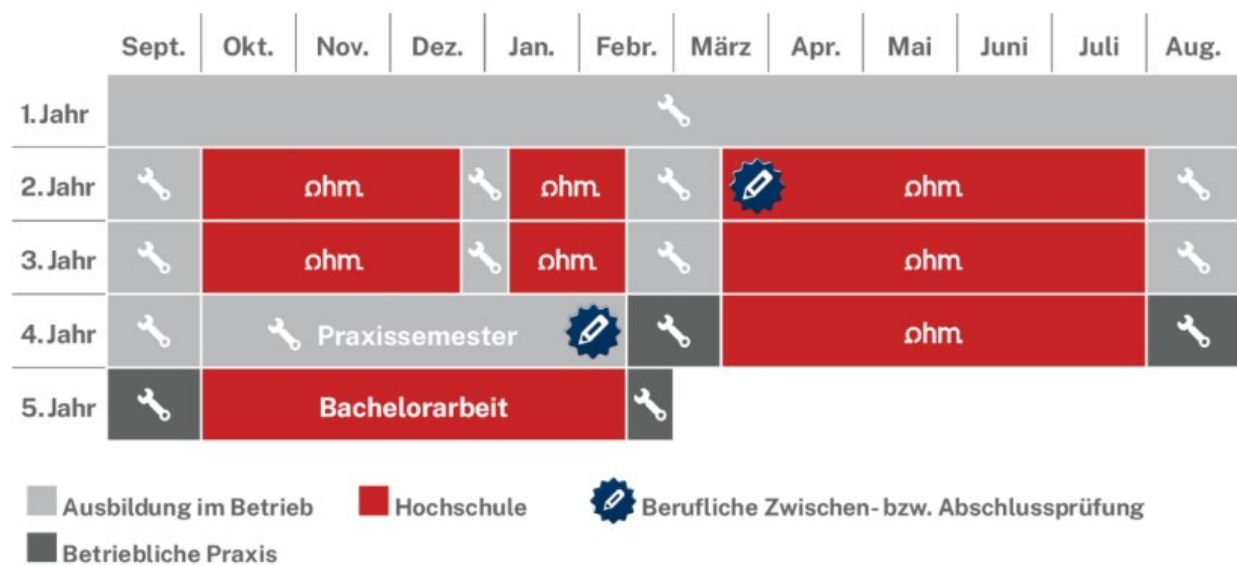 Sept. Okt. Nov. Dez. Jan. Febr. März Apr. Mai Juni Juli Aug.
1. Jahr
2. Jahr ohm ohm ohm
3. Jahr ohm ohm ohm
4. Jahr Praxissemester ohm
5. Jahr Bachelorarbeit
Ausbildung im Betrieb Hochschule Berufliche Zwischen- bzw. Abschlussprüfung
Betriebliche Praxis